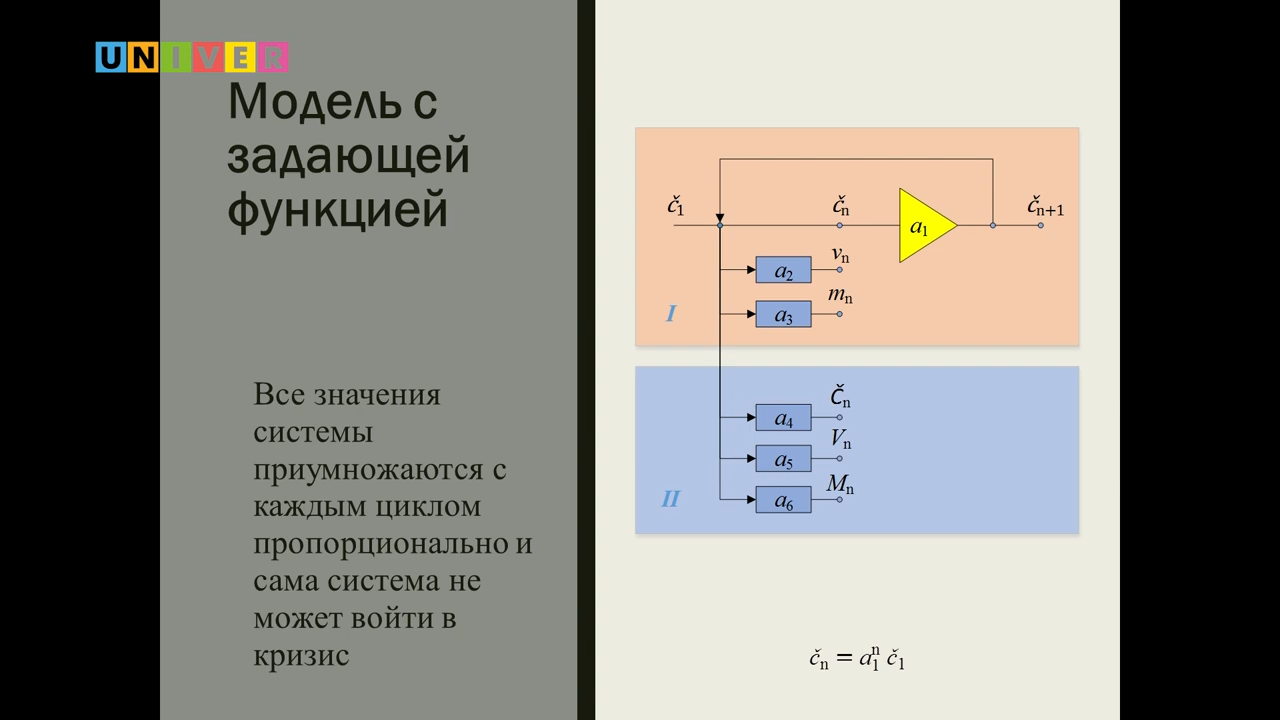 UNIVER
Модель с
задающей
функцией
Все значения
системы
приумножаются с
каждым циклом
пропорционально и
сама система не
может войти в
кризис
č₁ čₙ a₁ čₙ₊₁
a₂ vₙ
a₃ mₙ
I
a₄ Čₙ
a₅ Vₙ
a₆ Mₙ
II
čₙ = a₁ⁿ č₁